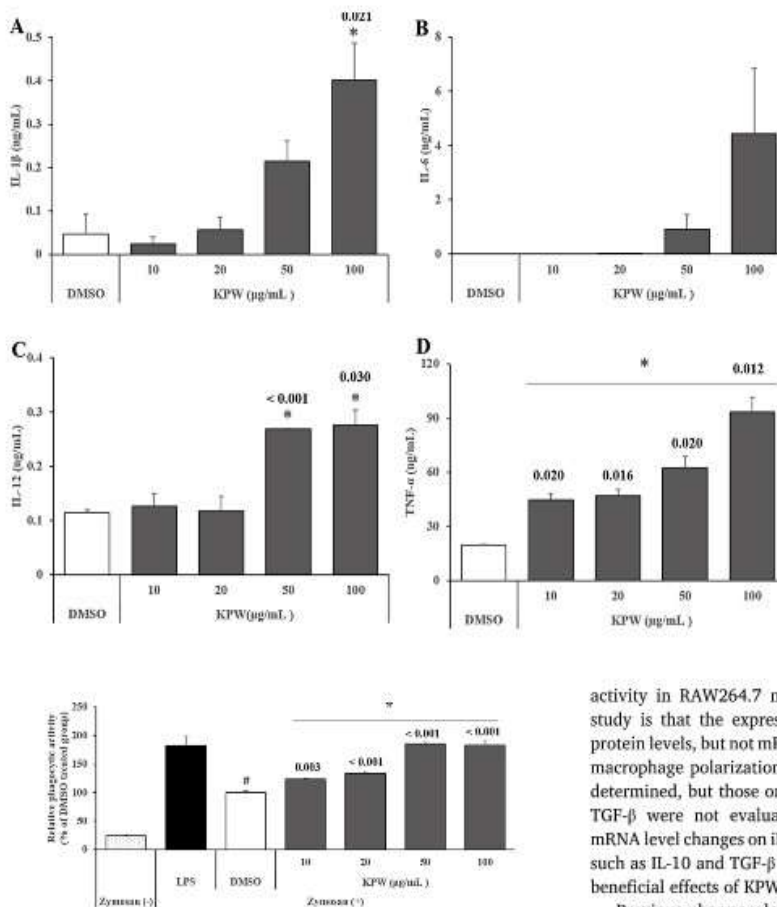 A
0.021
*
0.5
0.4
0.3
0.2
0.1
0
IL-1β (ng/mL)
10 20 50 100
DMSO KPW (µg/mL )
B
8
6
4
2
0
IL-6 (ng/mL)
10 20 50 100
DMSO KPW (µg/mL )
C
0.4
0.3
0.2
0.1
0
IL-12 (ng/mL)
< 0.001
*
0.030
*
10 20 50 100
DMSO KPW(µg/mL )
D
120
90
60
30
0
TNF-α (ng/mL)
*
0.020 0.016 0.020 0.012
10 20 50 100
DMSO KPW (µg/mL )
Relative phagocytic activity
(% of DMSO treated group)
250
200
150
100
50
0
*
#
0.003 < 0.001 < 0.001 < 0.001
10 20 50 100
LPS DMSO KPW (µg/mL )
Zymosan (-) Zymosan (+)
activity in RAW264.7 m
study is that the expres
protein levels, but not mR
macrophage polarization
determined, but those or
TGF-β were not evalua
mRNA level changes on iN
such as IL-10 and TGF-β
beneficial effects of KPW